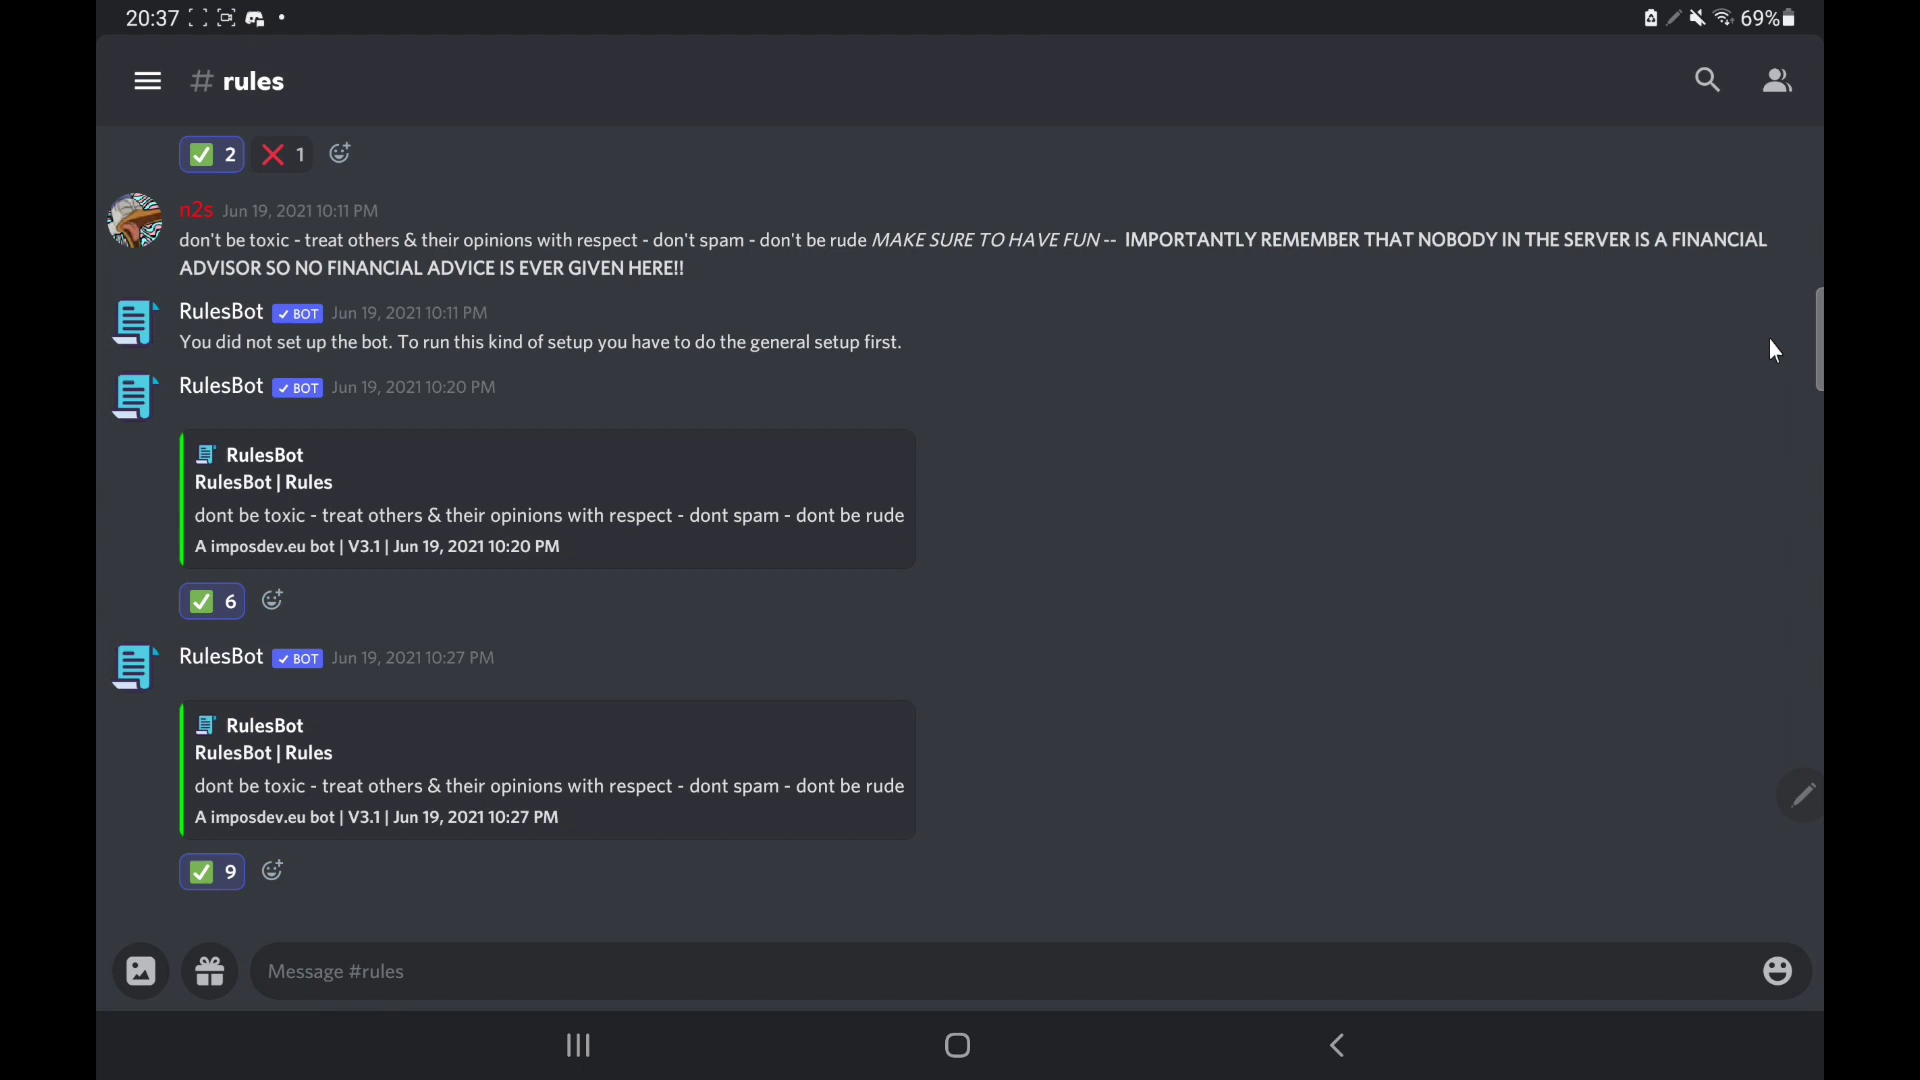 20:37
69%
# rules
2 1
n2s Jun 19, 2021 10:11 PM
don't be toxic - treat others & their opinions with respect - don't spam - don't be rude MAKE SURE TO HAVE FUN -- IMPORTANTLY REMEMBER THAT NOBODY IN THE SERVER IS A FINANCIAL
ADVISOR SO NO FINANCIAL ADVICE IS EVER GIVEN HERE!!
RulesBot ✓ BOT Jun 19, 2021 10:11 PM
You did not set up the bot. To run this kind of setup you have to do the general setup first.
RulesBot ✓ BOT Jun 19, 2021 10:20 PM
RulesBot
RulesBot | Rules
dont be toxic - treat others & their opinions with respect - dont spam - dont be rude
A imposdev.eu bot | V3.1 | Jun 19, 2021 10:20 PM
6
RulesBot ✓ BOT Jun 19, 2021 10:27 PM
RulesBot
RulesBot | Rules
dont be toxic - treat others & their opinions with respect - dont spam - dont be rude
A imposdev.eu bot | V3.1 | Jun 19, 2021 10:27 PM
9
Message #rules